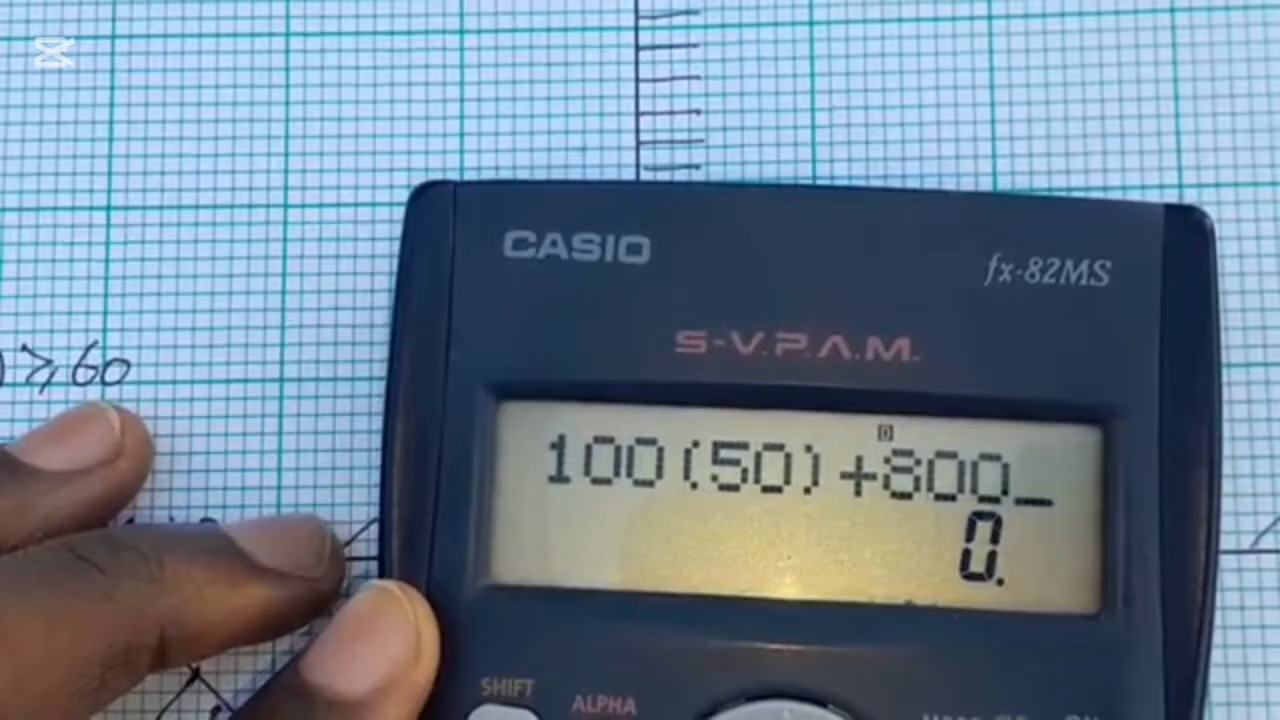 CASIO
fx-82MS
S-V.P.A.M.
≥60
D
100(50)+800_
0.
SHIFT
ALPHA